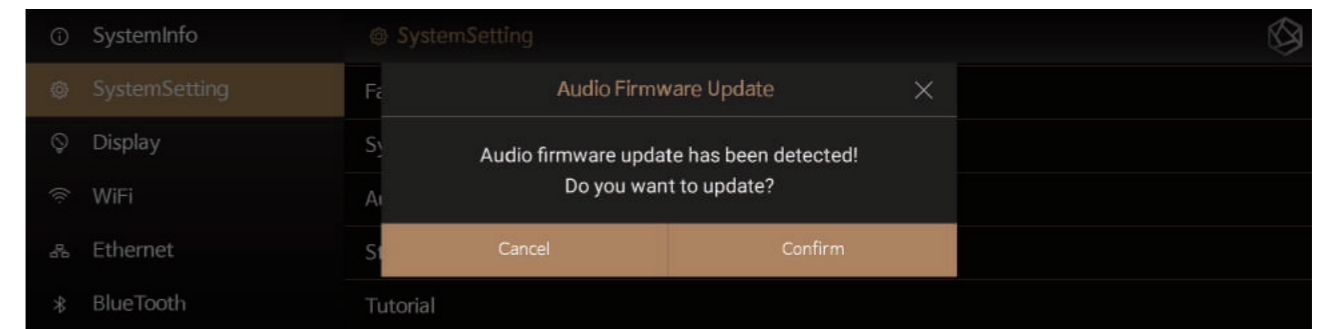 SystemInfo
SystemSetting
Display
WiFi
Ethernet
BlueTooth
SystemSetting
Audio Firmware Update
Audio firmware update has been detected!
Do you want to update?
Cancel
Confirm
Tutorial